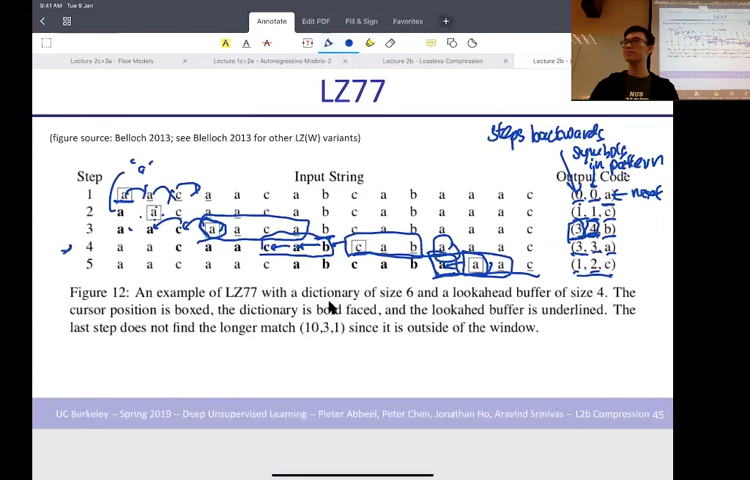 9:41 AM Tue 9 Jan
Annotate Edit PDF Fill & Sign Favorites +
Lecture 2c+3a - Flow Models × Lecture 1c+2a - Autoregressive Models-2 × Lecture 2b - Lossless Compression × Lecture 2b - Loss
LZ77
(figure source: Belloch 2013; see Blelloch 2013 for other LZ(W) variants)
steps backwards
symbols
in pattern
"a"
Step Input String Output Code
1 a a c a a c a b c a b a a a c (0, 0, a) next
2 a a c a a c a b c a b a a a c (1, 1, c)
3 a a c a a c a b c a b a a a c (3, 4, b)
4 a a c a a c a b c a b a a a c (3, 3, a)
5 a a c a a c a b c a b a a a c (1, 2, c)
Figure 12: An example of LZ77 with a dictionary of size 6 and a lookahead buffer of size 4. The
cursor position is boxed, the dictionary is bold faced, and the lookahed buffer is underlined. The
last step does not find the longer match (10,3,1) since it is outside of the window.
UC Berkeley -- Spring 2019 -- Deep Unsupervised Learning -- Pieter Abbeel, Peter Chen, Jonathan Ho, Aravind Srinivas -- L2b Compression 45